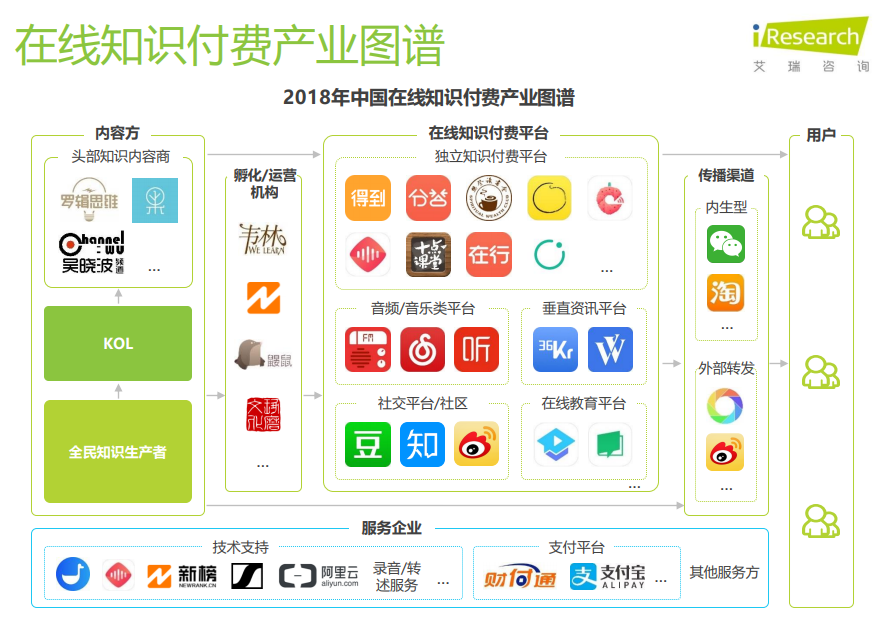 在线知识付费产业图谱
iResearch
艾瑞咨询
2018年中国在线知识付费产业图谱
内容方
头部知识内容商
罗辑思维
Channel
:WU
吴晓波频道
...
KOL
全民知识生产者
孵化/运营
机构
韦林
WE LEARN
鼹鼠
...
在线知识付费平台
独立知识付费平台
得到
分答
十点
课堂
在行
...
音频/音乐类平台
FM
听
垂直资讯平台
36Kr
W
社交平台/社区
豆
知
在线教育平台
...
传播渠道
内生型
淘
...
外部转发
...
用户
服务企业
技术支持
新榜
NEWRANK.CN
阿里云
aliyun.com
录音/转
述服务
...
支付平台
财付通
支
支付宝
ALIPAY
...
其他服务方